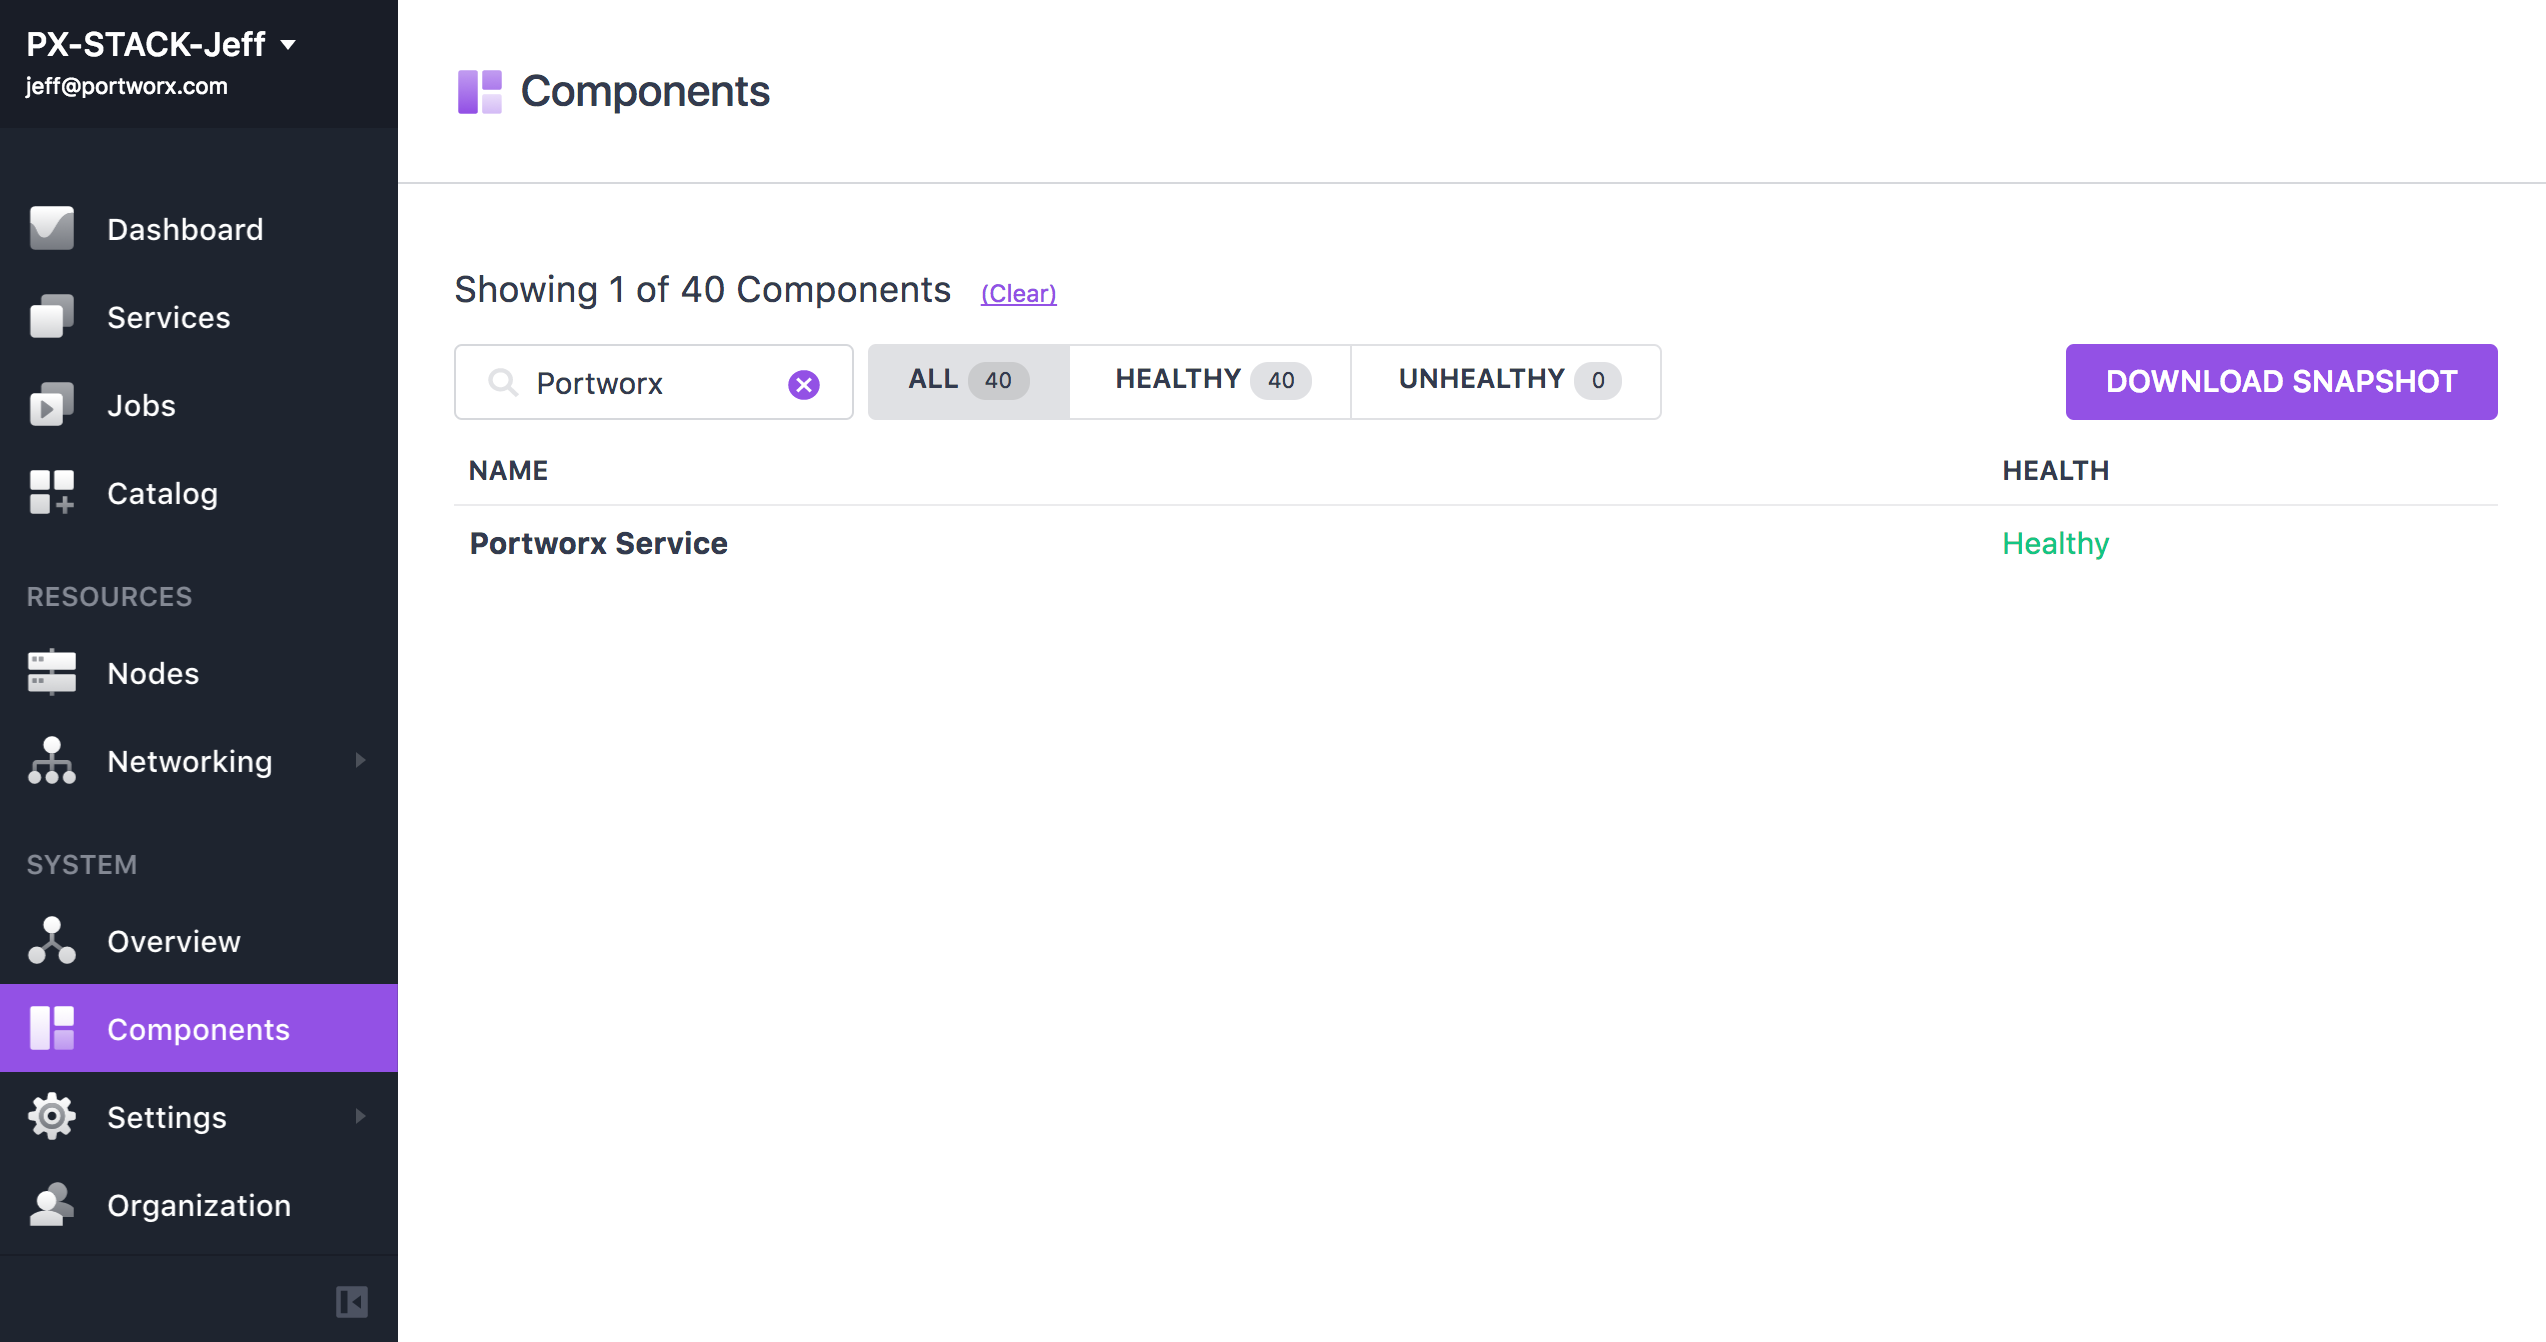 PX-STACK-Jeff
jeff@portworx.com
Dashboard
Services
Jobs
Catalog
RESOURCES
Nodes
Networking
SYSTEM
Overview
Components
Settings
Organization
Components
Showing 1 of 40 Components (Clear)
Portworx ALL 40 HEALTHY 40 UNHEALTHY 0 DOWNLOAD SNAPSHOT
NAME HEALTH
Portworx Service Healthy